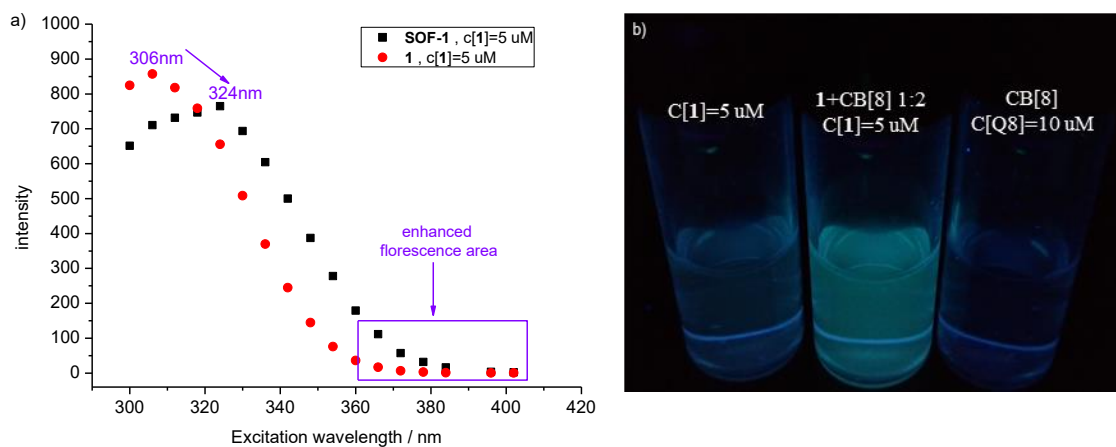 a)
1000
900
800
700
600
500
400
300
200
100
0
intensity
300
320
340
360
380
400
420
Excitation wavelength / nm
306nm
324nm
SOF-1 , c[1]=5 uM
1 , c[1]=5 uM
enhanced
florescence area
b)
C[1]=5 uM
1+CB[8] 1:2
C[1]=5 uM
CB[8]
C[Q8]=10 uM